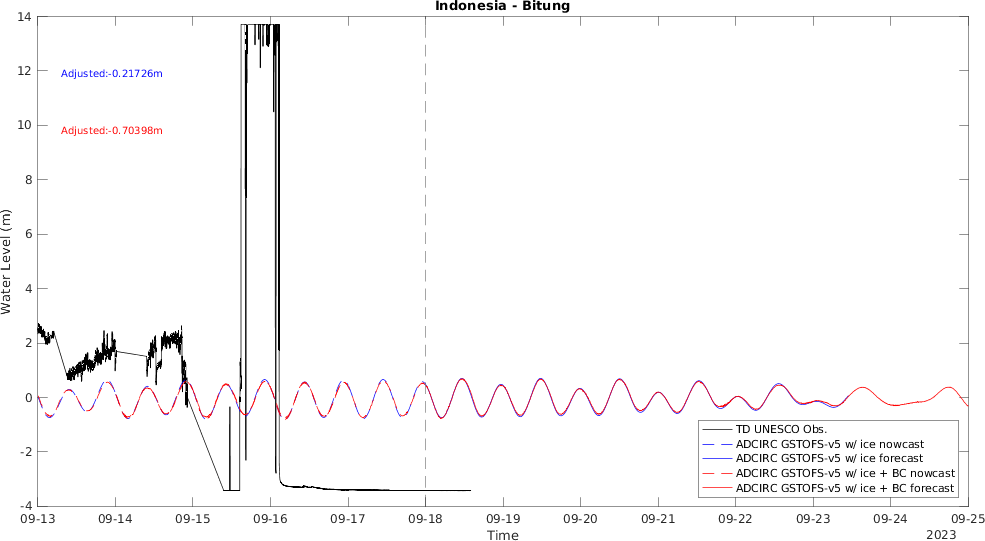 Indonesia - Bitung
14
12
10
8
6
4
2
0
-2
-4
Water Level (m)
Adjusted:-0.21726m
Adjusted:-0.70398m
TD UNESCO Obs.
ADCIRC GSTOFS-v5 w/ ice nowcast
ADCIRC GSTOFS-v5 w/ ice forecast
ADCIRC GSTOFS-v5 w/ ice + BC nowcast
ADCIRC GSTOFS-v5 w/ ice + BC forecast
09-13 09-14 09-15 09-16 09-17 09-18 09-19 09-20 09-21 09-22 09-23 09-24 09-25
Time
2023